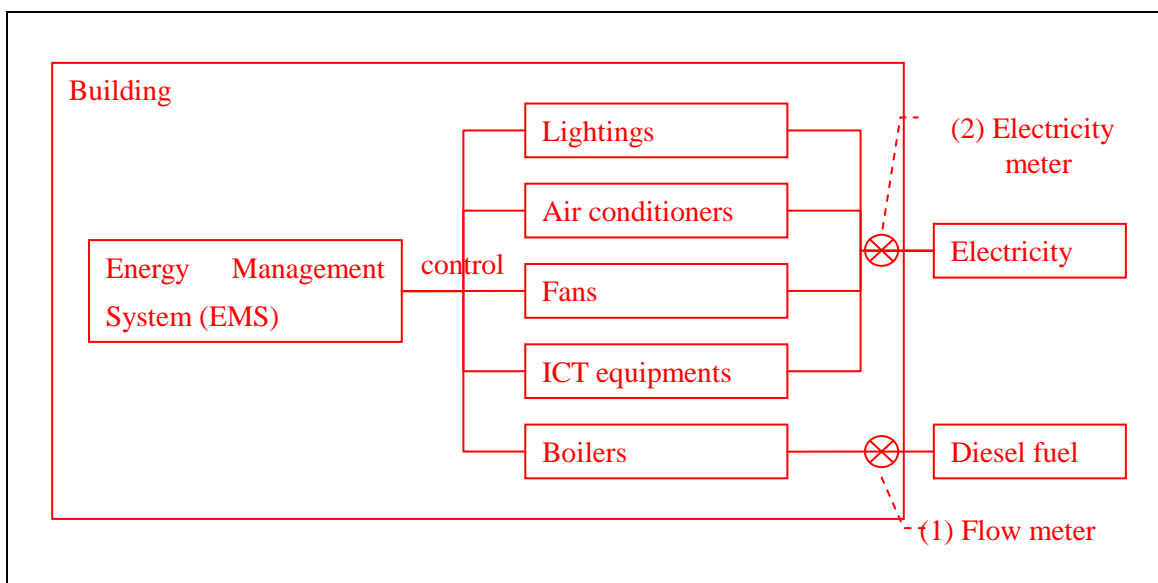 Building
Lightings
(2) Electricity
meter
Air conditioners
Electricity
Energy Management
System (EMS)
control
Fans
ICT equipments
Boilers
Diesel fuel
(1) Flow meter